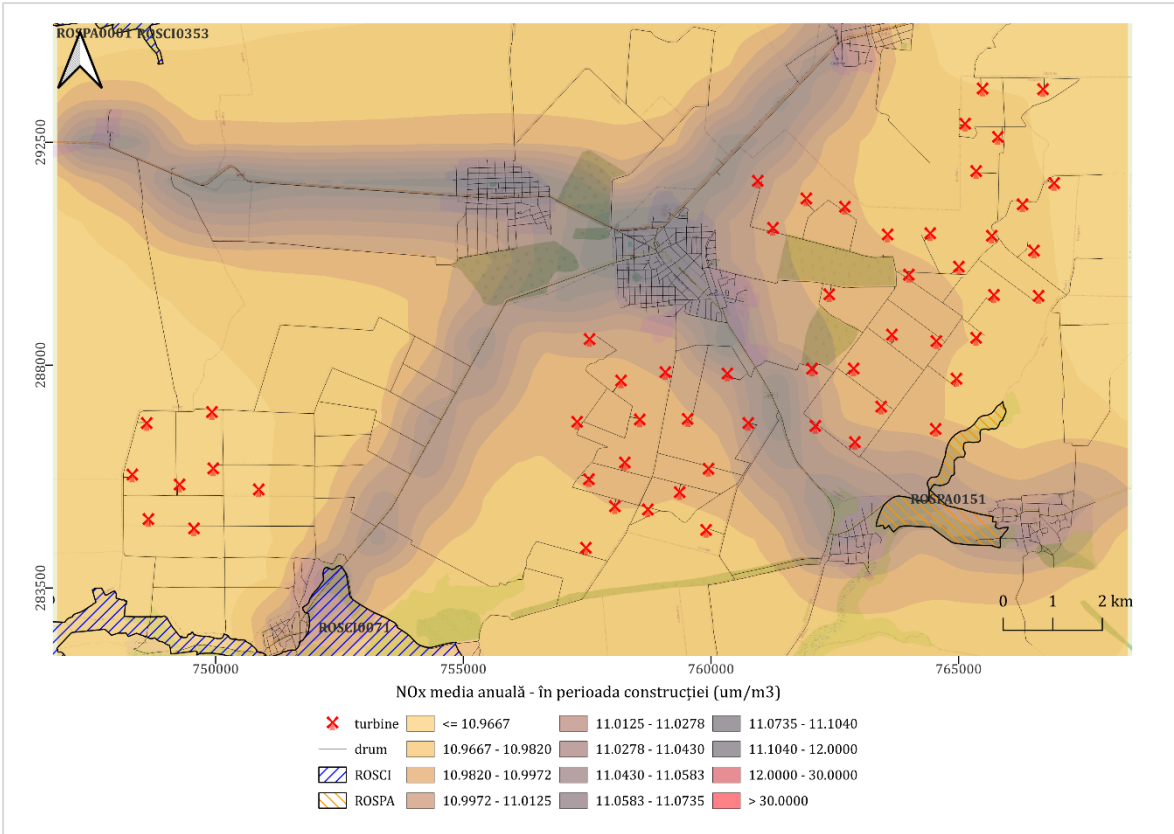 ROSPA0001 ROSCI0353
292500
288000
283500
ROSPA0151
ROSCI0071
0 1 2 km
750000 755000 760000 765000
NOx media anuală - în perioada construcției (um/m3)
turbine <= 10.9667 11.0125 - 11.0278 11.0735 - 11.1040
drum 10.9667 - 10.9820 11.0278 - 11.0430 11.1040 - 12.0000
ROSCI 10.9820 - 10.9972 11.0430 - 11.0583 12.0000 - 30.0000
ROSPA 10.9972 - 11.0125 11.0583 - 11.0735 > 30.0000